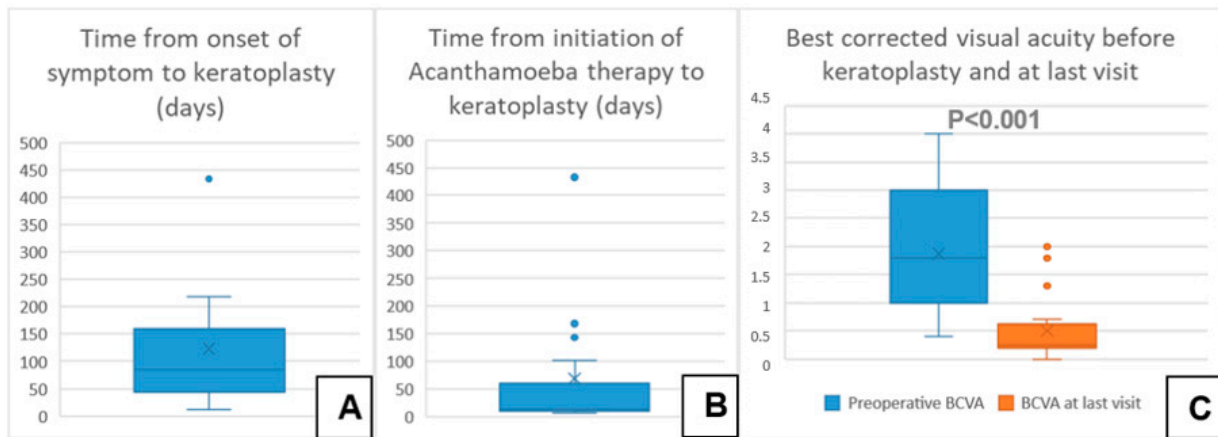 Time from onset of
symptom to keratoplasty
(days)
500
450
400
350
300
250
200
150
100
50
0
A
Time from initiation of
Acanthamoeba therapy to
keratoplasty (days)
500
450
400
350
300
250
200
150
100
50
0
B
Best corrected visual acuity before
keratoplasty and at last visit
P<0.001
4.5
4
3.5
3
2.5
2
1.5
1
0.5
0
Preoperative BCVA
BCVA at last visit
C